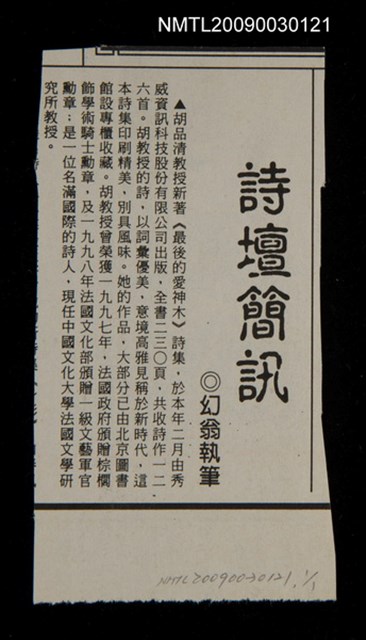 NMTL20090030121
詩壇簡訊
◎幻翁執筆
▲胡品清教授新著《最後的愛神木》詩集，於本年二月由秀
威資訊科技股份有限公司出版，全書二三○頁，共收詩作一二
六首。胡教授的詩，以詞彙優美，意境高雅見稱於新時代，這
本詩集印刷精美，別具風味。她的作品，大部分已由北京圖書
館設專櫃收藏。胡教授曾榮獲一九九七年，法國政府頒贈棕櫚
飾學術騎士勳章，及一九九八年法國文化部頒贈一級文藝軍官
勳章；是一位名滿國際的詩人，現任中國文化大學法國文學研
究所教授。
NMTL20090030121. 1/1